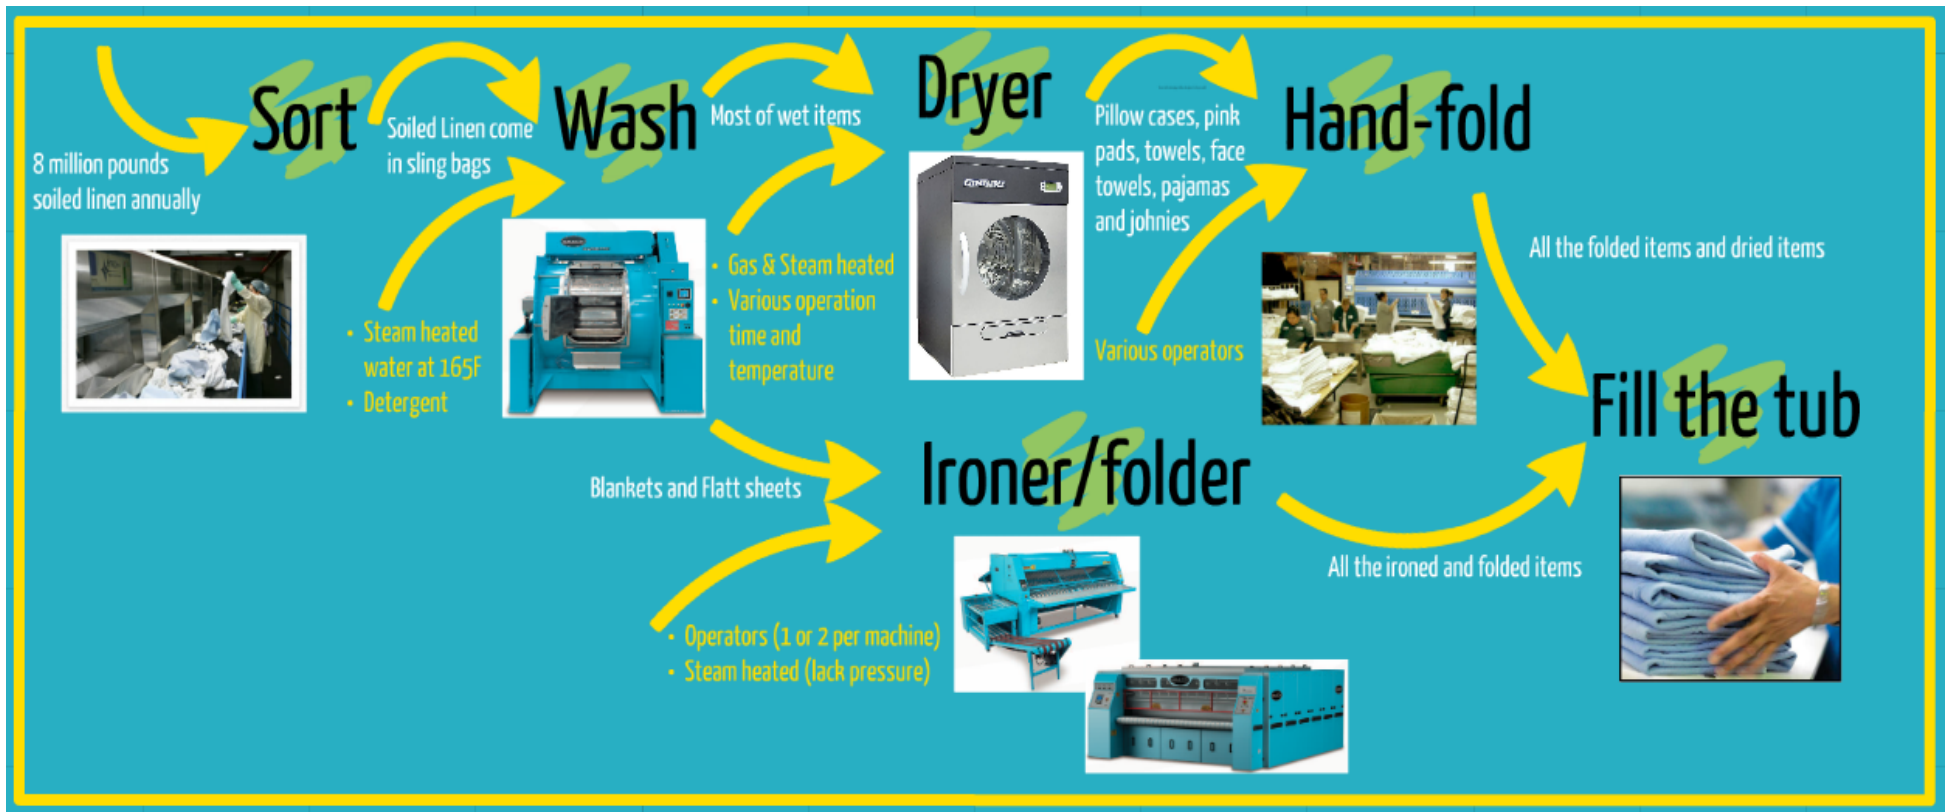 Sort
Wash
Dryer
Hand-fold
8 million pounds
soiled linen annually
Soiled Linen come
in sling bags
Most of wet items
Pillow cases, pink
pads, towels, face
towels, pajamas
and johnies
• Steam heated
water at 165F
• Detergent
• Gas & Steam heated
• Various operation
time and
temperature
Various operators
All the folded items and dried items
Blankets and Flatt sheets
Ironer/folder
Fill the tub
• Operators (1 or 2 per machine)
• Steam heated (lack pressure)
All the ironed and folded items